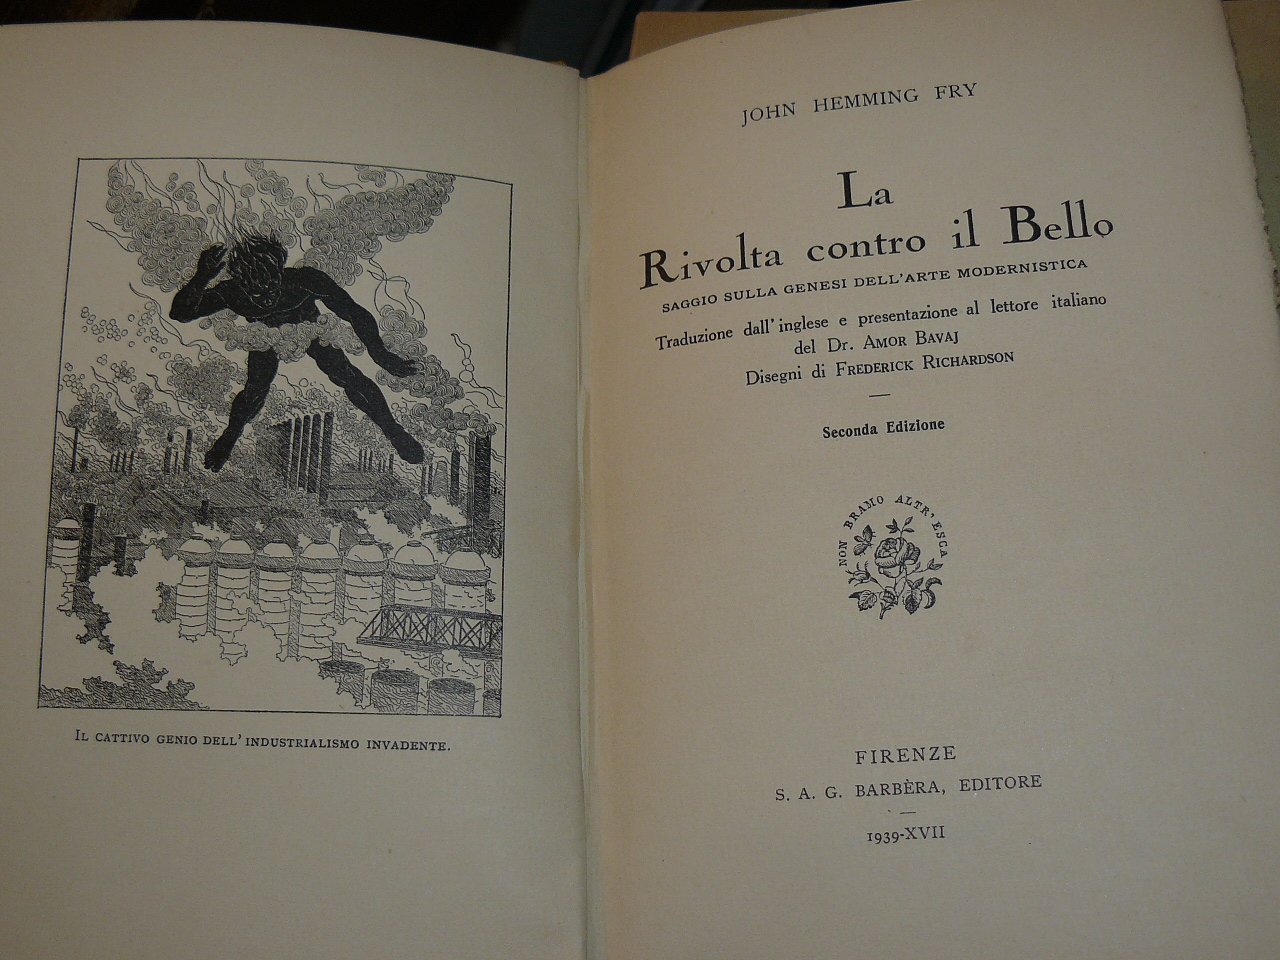 IL CATTIVO GENIO DELL' INDUSTRIALISMO INVADENTE.
JOHN HEMMING FRY
La
Rivolta contro il Bello
SAGGIO SULLA GENESI DELL'ARTE MODERNISTICA
Traduzione dall'inglese e presentazione al lettore italiano
del Dr. AMOR BAVAJ
Disegni di FREDERICK RICHARDSON
Seconda Edizione
NON BRAMO ALTR' ESCA
FIRENZE
S. A. G. BARBÈRA, EDITORE
1939-XVII